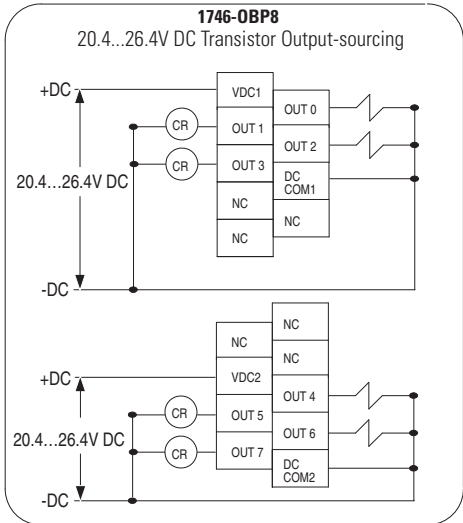 1746-OBP8
20.4...26.4V DC Transistor Output-sourcing
+DC
VDC1
OUT 0
CR
OUT 1
OUT 2
CR
OUT 3
DC
COM1
20.4...26.4V DC
NC
NC
NC
-DC
NC
NC
NC
+DC
VDC2
OUT 4
CR
OUT 5
OUT 6
20.4...26.4V DC
CR
OUT 7
DC
COM2
-DC